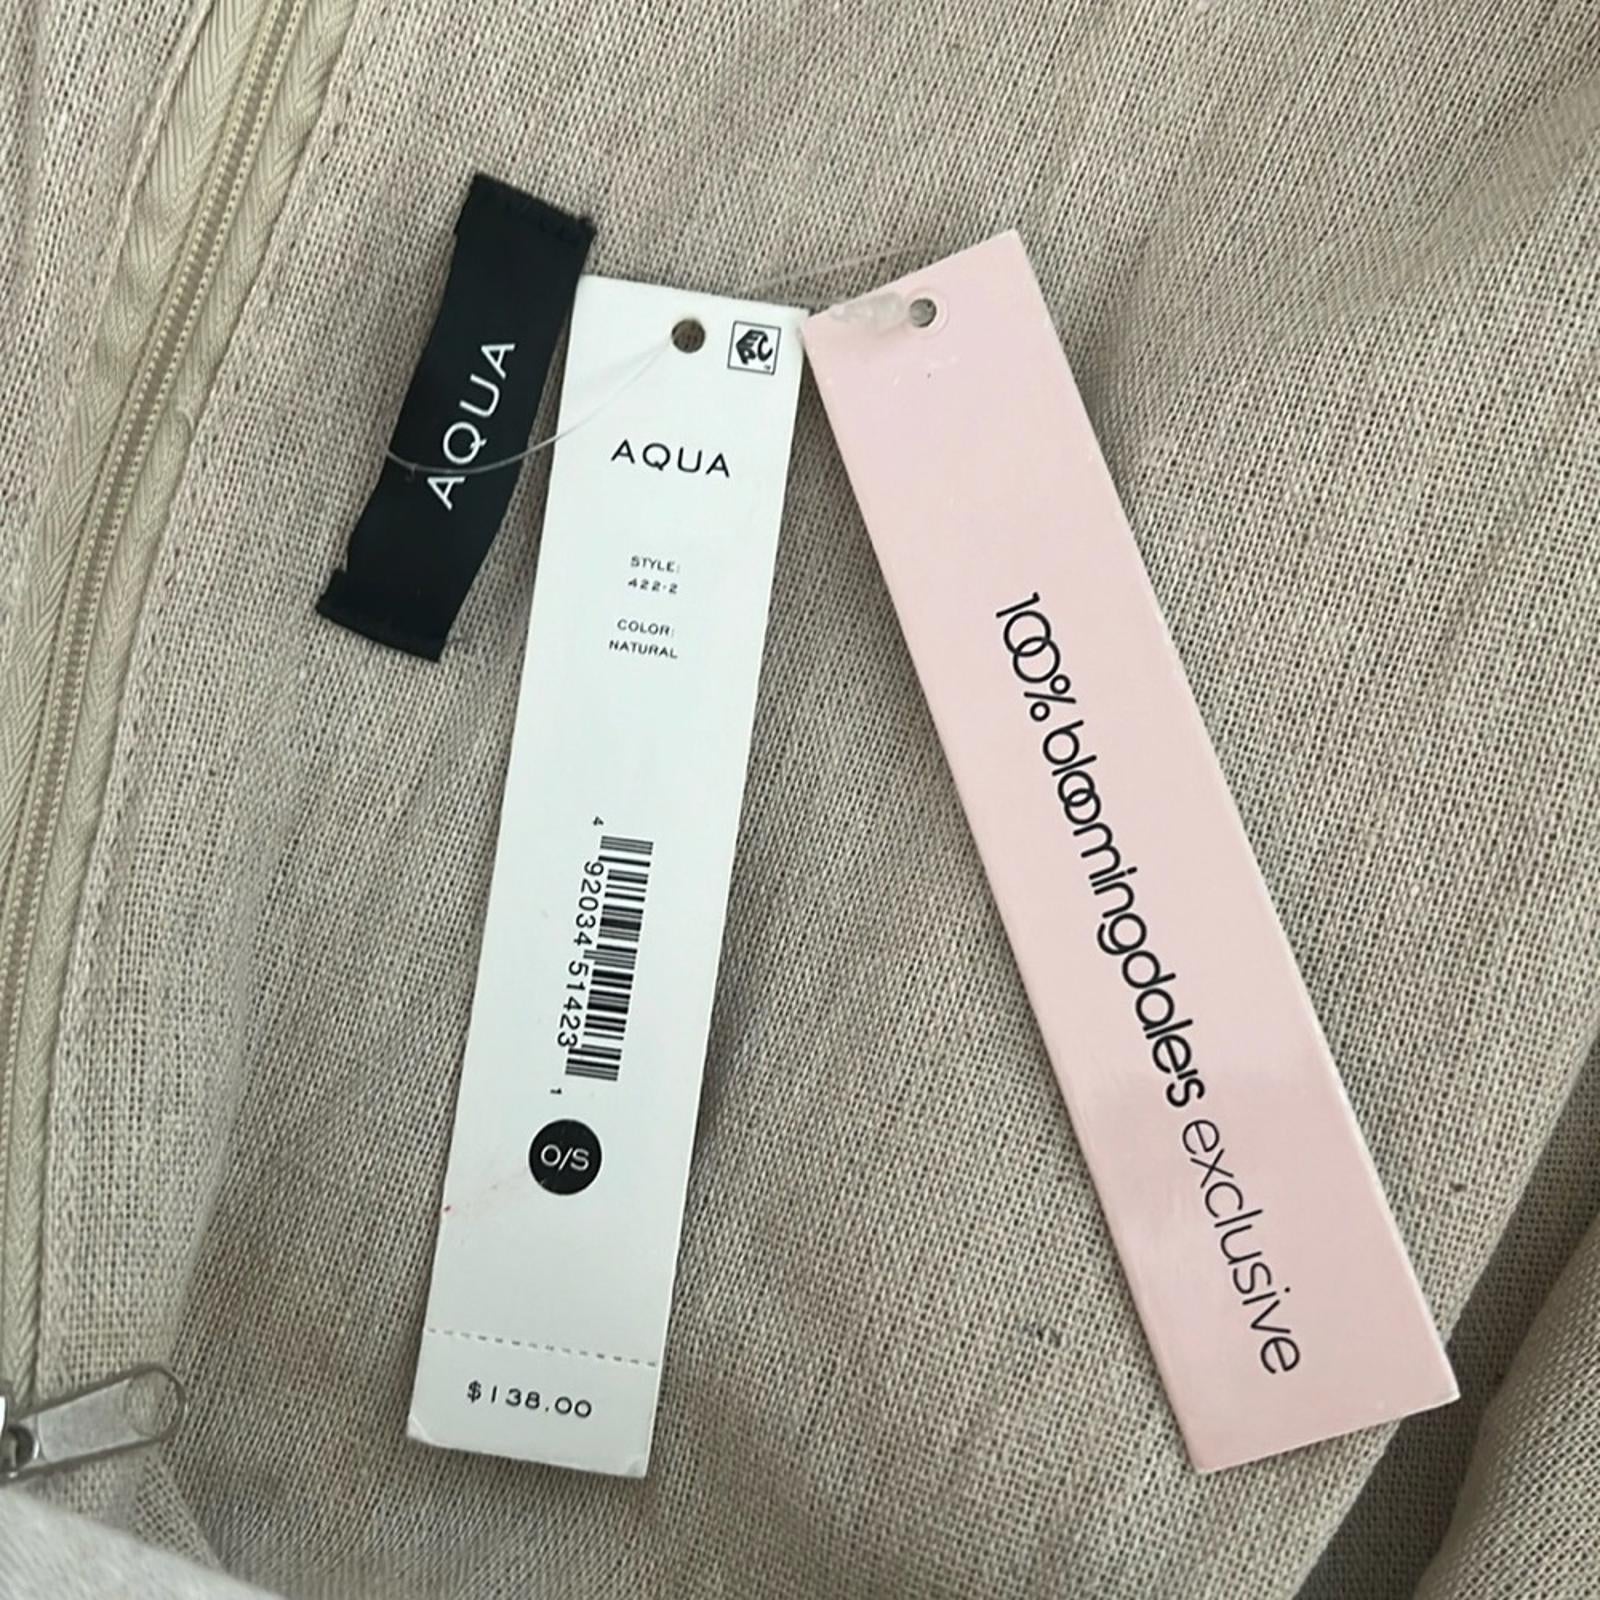 AQUA
AQUA
STYLE:
422-2
COLOR:
NATURAL
4 92034 51423 1
O/S
$138.00
100% bloomingdale's exclusive